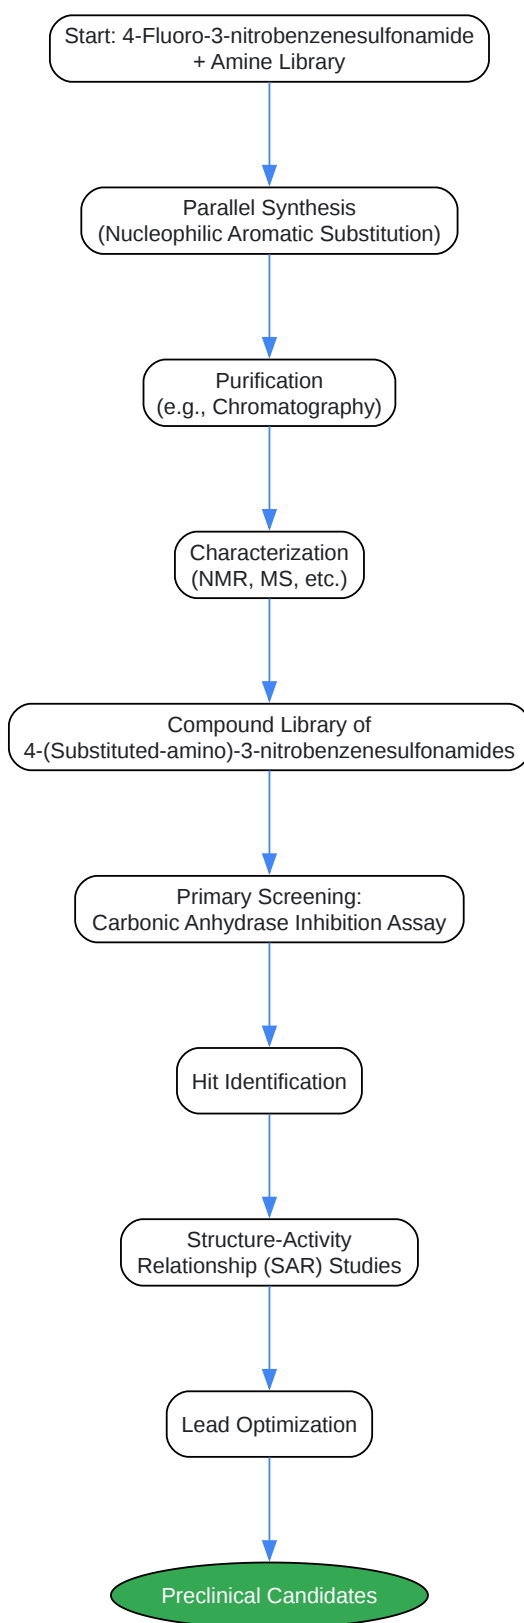 Start: 4-Fluoro-3-nitrobenzenesulfonamide
+ Amine Library
Parallel Synthesis
(Nucleophilic Aromatic Substitution)
Purification
(e.g., Chromatography)
Characterization
(NMR, MS, etc.)
Compound Library of
4-(Substituted-amino)-3-nitrobenzenesulfonamides
Primary Screening:
Carbonic Anhydrase Inhibition Assay
Hit Identification
Structure-Activity
Relationship (SAR) Studies
Lead Optimization
Preclinical Candidates